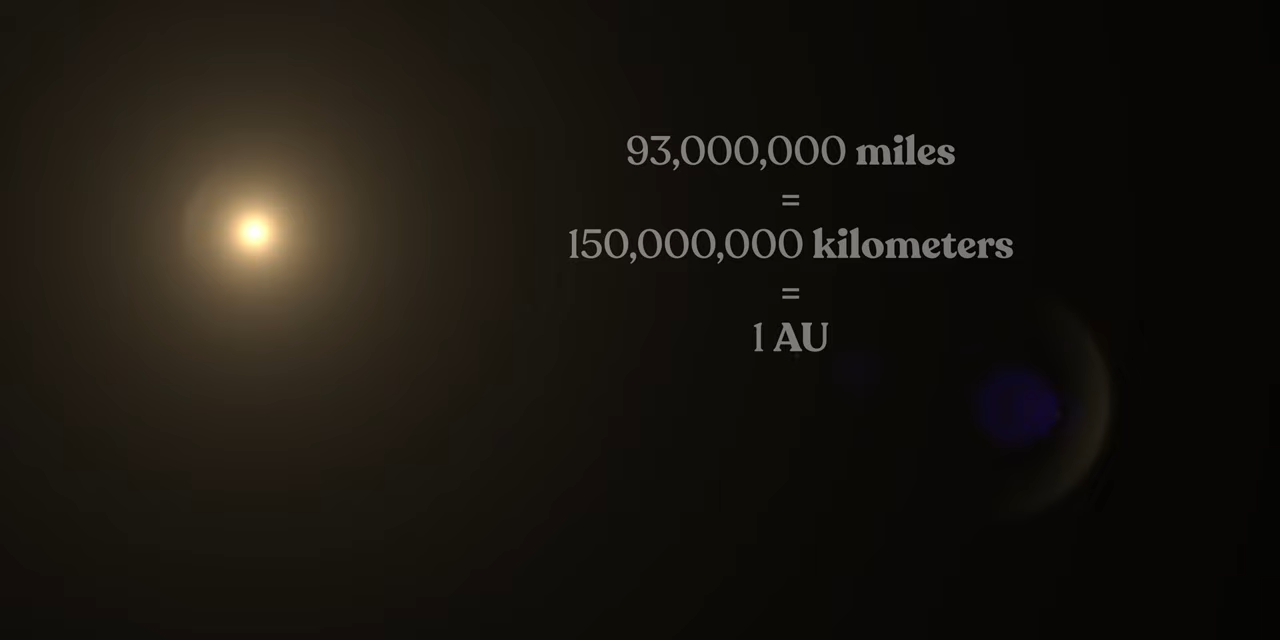 93,000,000 miles
=
150,000,000 kilometers
=
1 AU